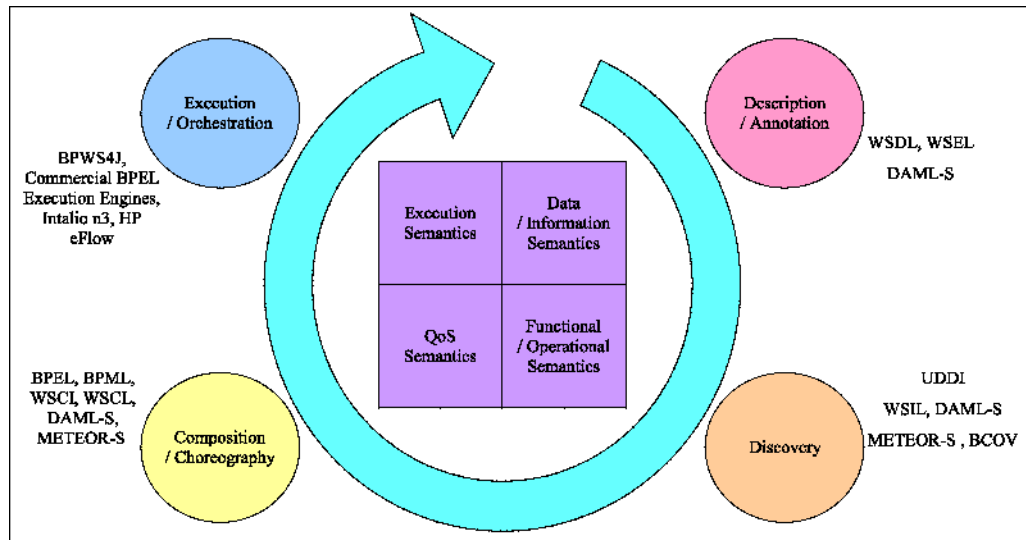 Execution
/ Orchestration
BPWS4J,
Commercial BPEL
Execution Engines,
Intalio n3, HP
eFlow
Description
/ Annotation
WSDL, WSEL
DAML-S
Execution
Semantics
Data
/ Information
Semantics
QoS
Semantics
Functional
/ Operational
Semantics
BPEL, BPML,
WSCI, WSCL,
DAML-S,
METEOR-S
Composition
/ Choreography
Discovery
UDDI
WSIL, DAML-S
METEOR-S , BCOV